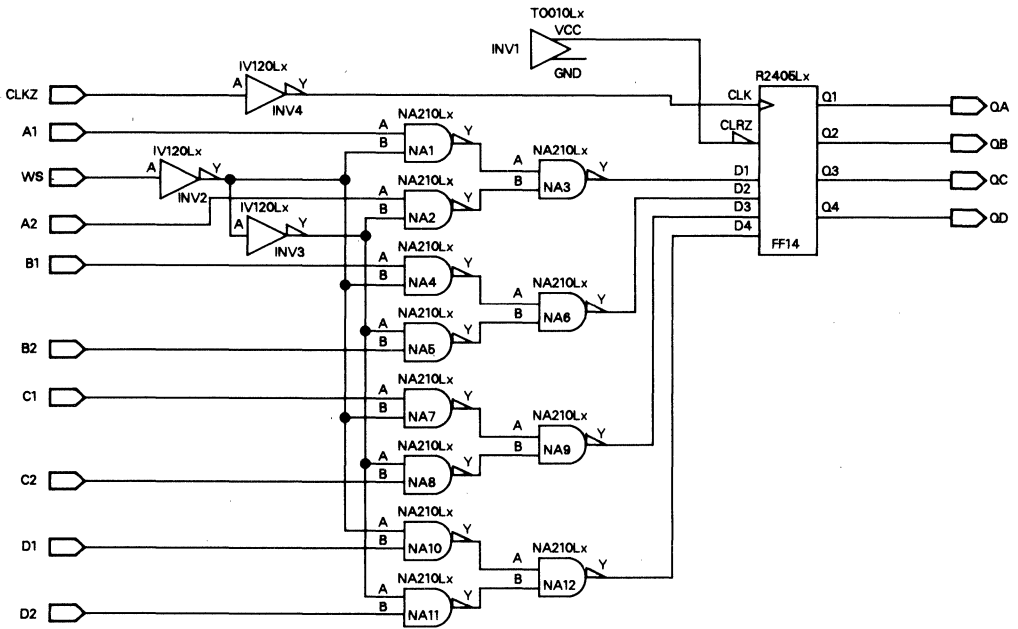 TO010Lx
VCC
INV1
GND
IV120Lx
R2405Lx
CLKZ
A
Y
INV4
CLK
Q1
QA
A1
NA210Lx
A
B
Y
NA1
CLRZ
Q2
QB
IV120Lx
NA210Lx
WS
A
Y
INV2
A
B
Y
NA3
D1
Q3
QC
NA210Lx
D2
A2
IV120Lx
A
B
Y
NA2
D3
Q4
QD
A
Y
INV3
D4
FF14
B1
NA210Lx
A
B
Y
NA4
NA210Lx
A
B
Y
NA6
NA210Lx
B2
A
B
Y
NA5
C1
NA210Lx
A
B
Y
NA7
NA210Lx
A
B
Y
NA9
NA210Lx
C2
A
B
Y
NA8
NA210Lx
D1
A
B
Y
NA10
NA210Lx
A
B
Y
NA12
NA210Lx
D2
A
B
Y
NA11